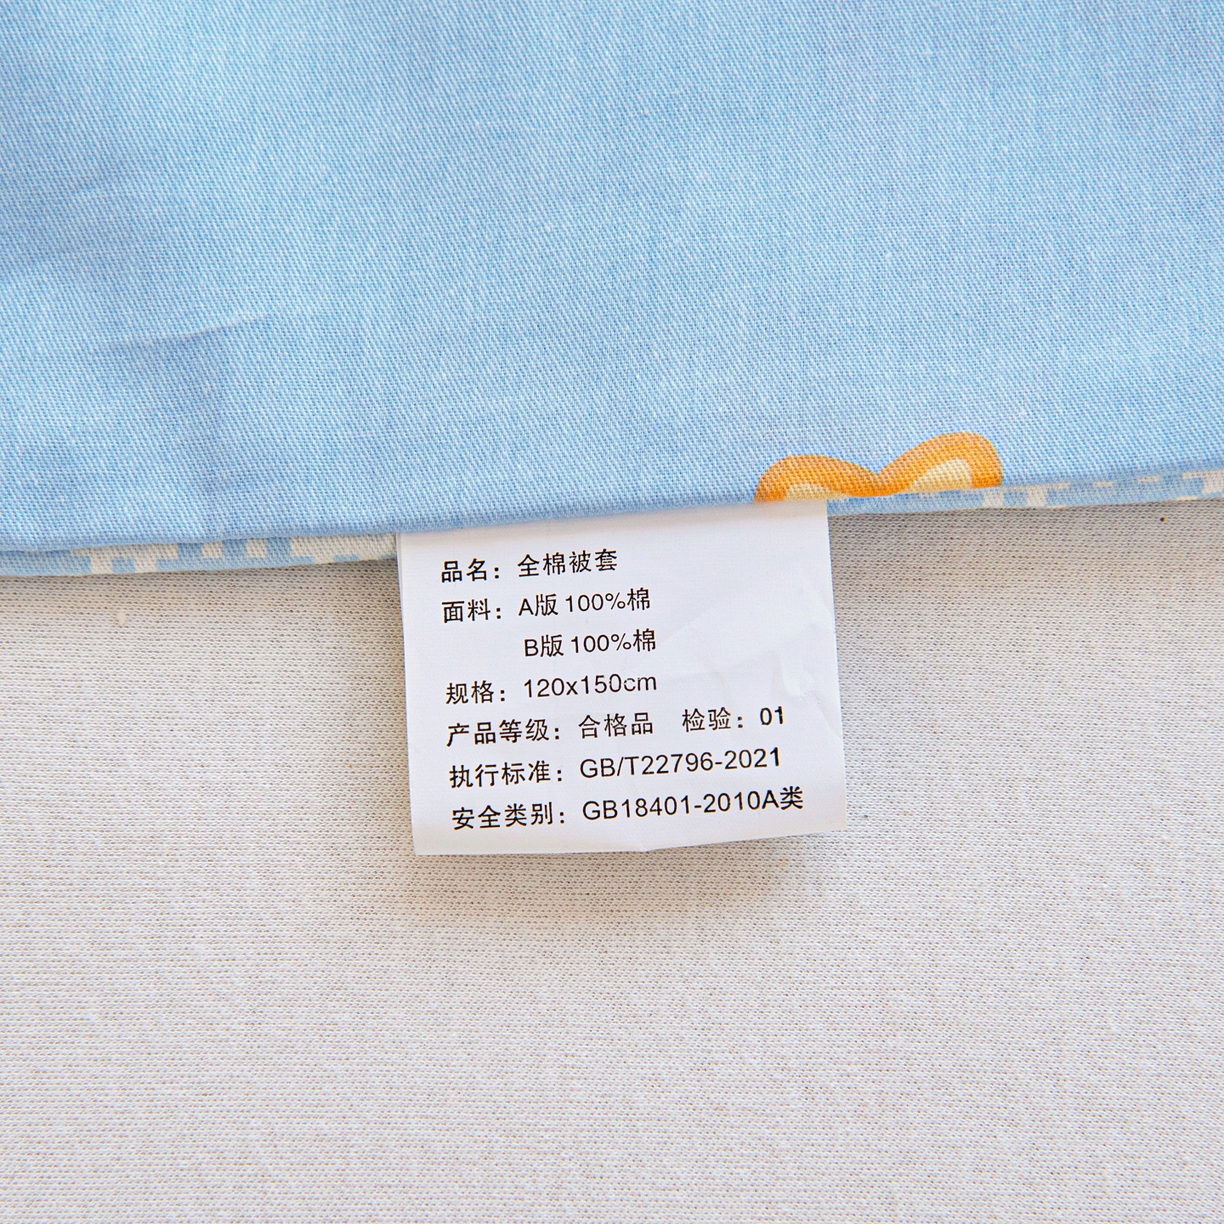 品名：全棉被套
面料：A版 100%棉
B版 100%棉
规格：120x150cm
产品等级：合格品 检验：01
执行标准：GB/T22796-2021
安全类别：GB18401-2010A类